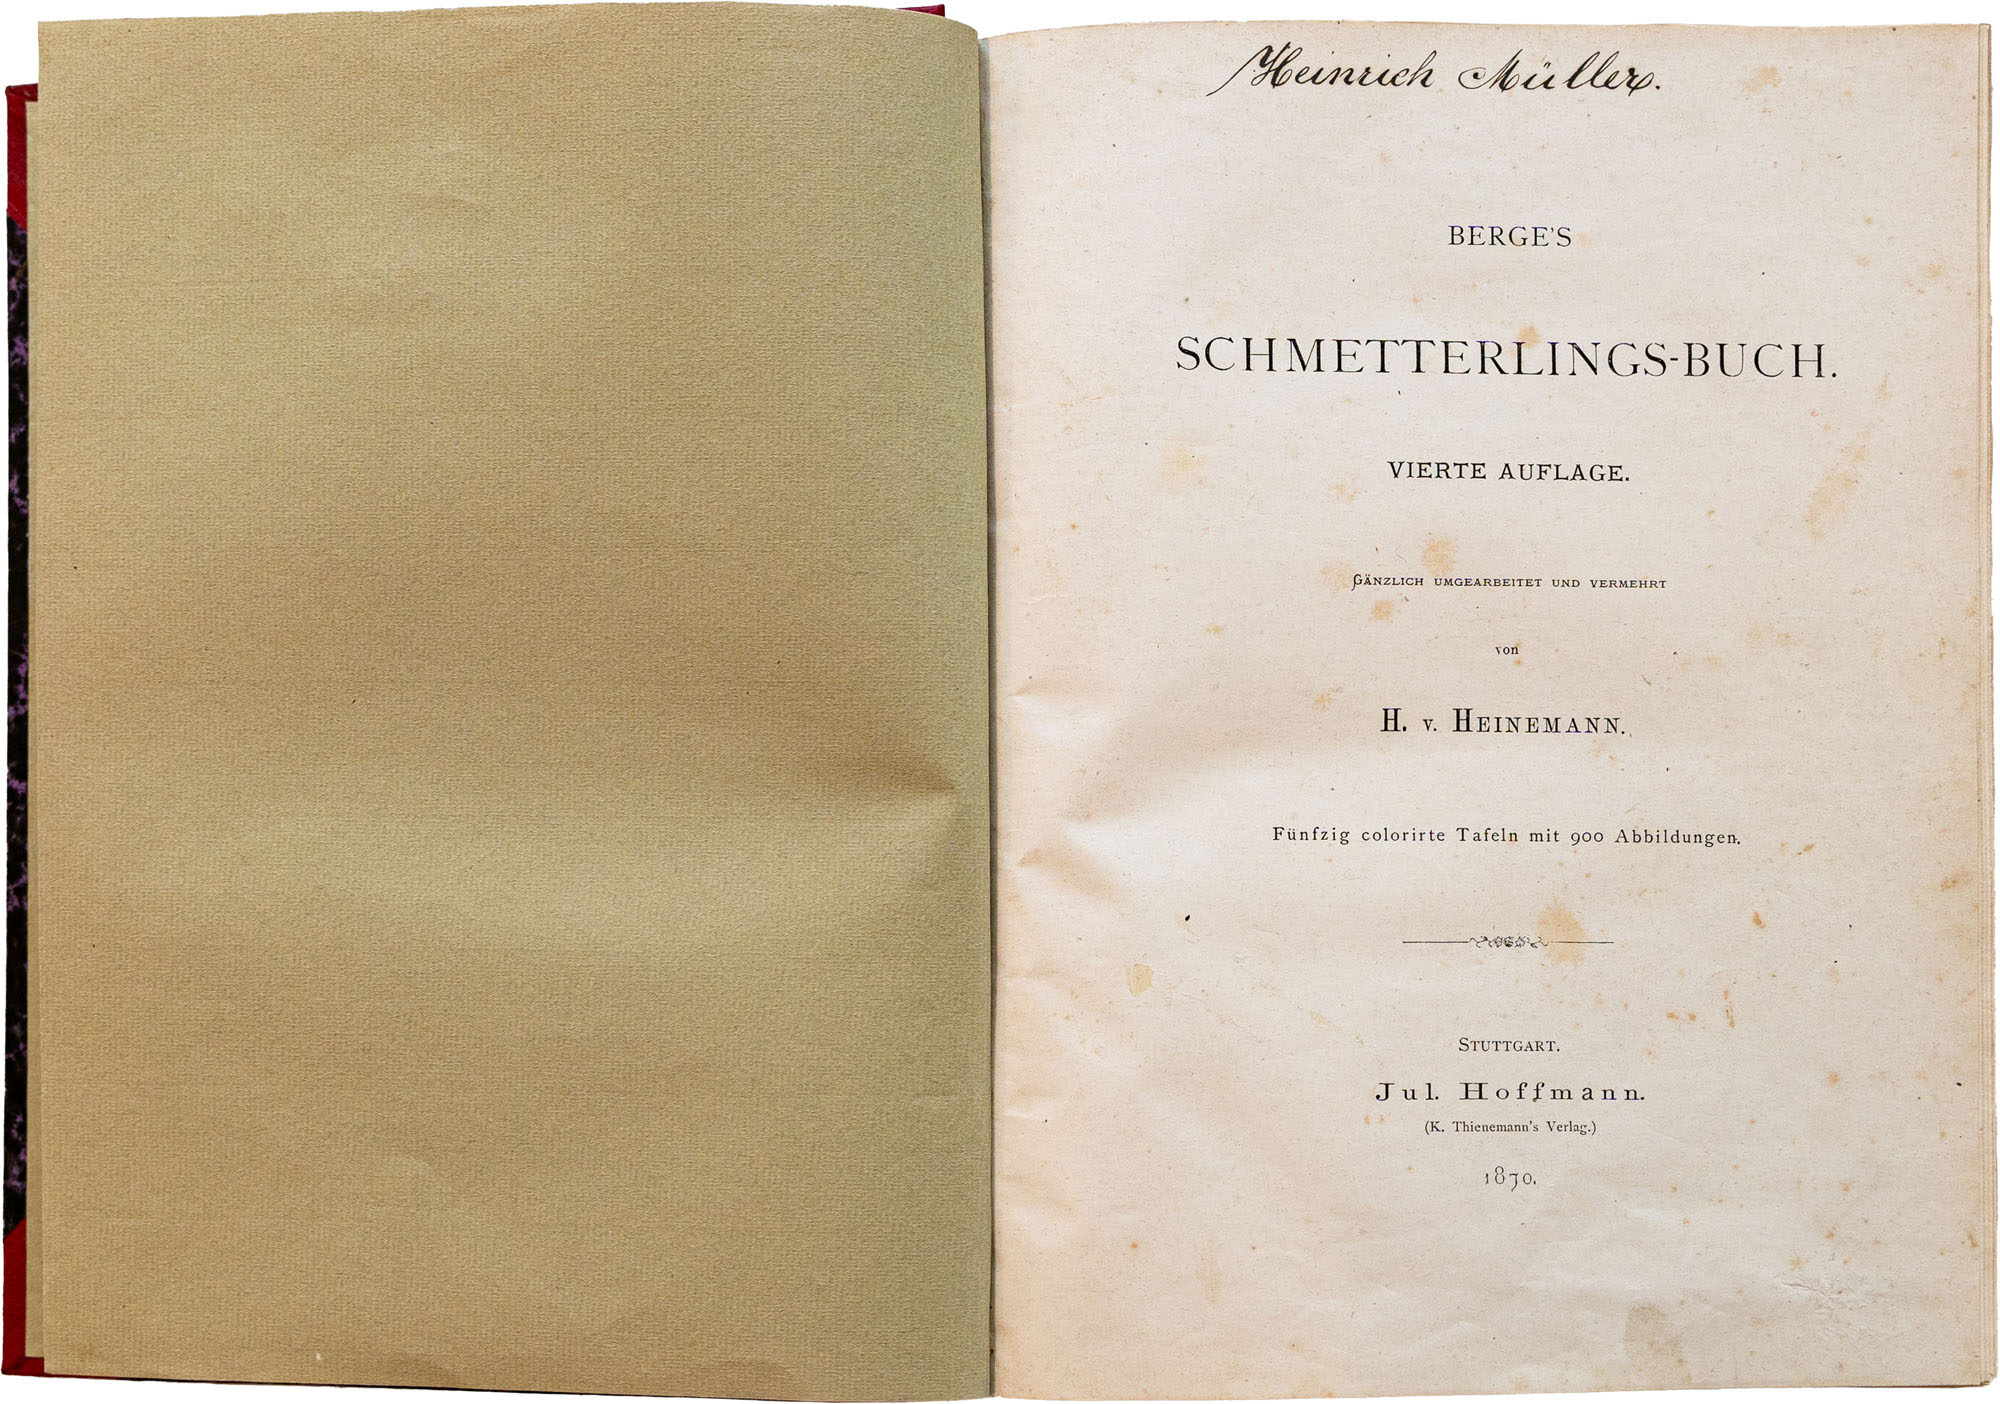 Heinrich Müller.
BERGE'S
SCHMETTERLINGS-BUCH.
VIERTE AUFLAGE.
GÄNZLICH UMGEARBEITET UND VERMEHRT
von
H. v. HEINEMANN.
Fünfzig colorirte Tafeln mit 900 Abbildungen.
STUTTGART.
Jul. Hoffmann.
(K. Thienemann's Verlag.)
1870.